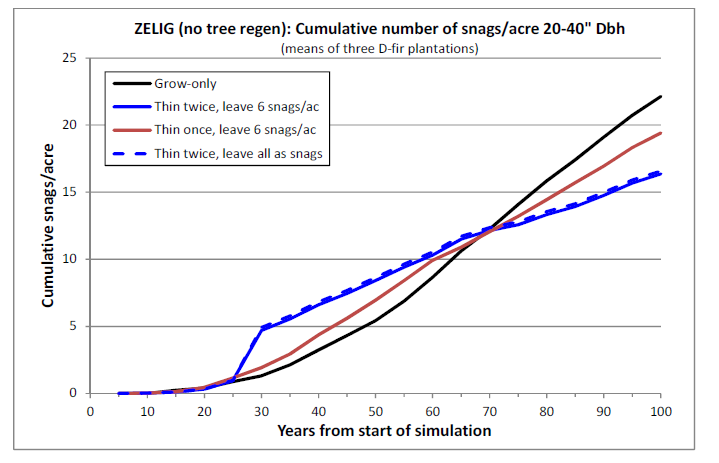 ZELIG (no tree regen): Cumulative number of snags/acre 20-40" Dbh
(means of three D-fir plantations)
25
20
15
10
5
0
Cumulative snags/acre
Grow-only
Thin twice, leave 6 snags/ac
Thin once, leave 6 snags/ac
Thin twice, leave all as snags
0 10 20 30 40 50 60 70 80 90 100
Years from start of simulation